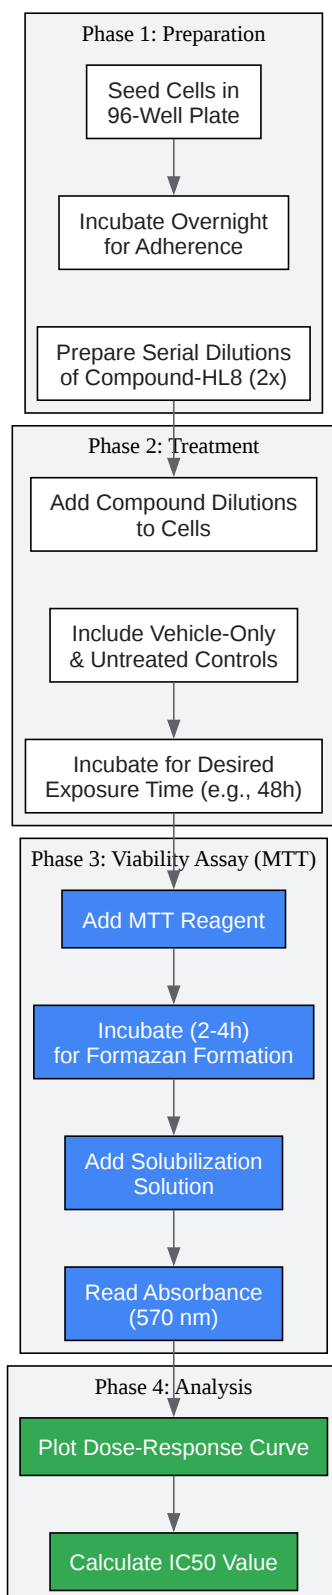 Phase 1: Preparation
Seed Cells in
96-Well Plate
Incubate Overnight
for Adherence
Prepare Serial Dilutions
of Compound-HL8 (2x)
Phase 2: Treatment
Add Compound Dilutions
to Cells
Include Vehicle-Only
& Untreated Controls
Incubate for Desired
Exposure Time (e.g., 48h)
Phase 3: Viability Assay (MTT)
Add MTT Reagent
Incubate (2-4h)
for Formazan Formation
Add Solubilization
Solution
Read Absorbance
(570 nm)
Phase 4: Analysis
Plot Dose-Response Curve
Calculate IC50 Value